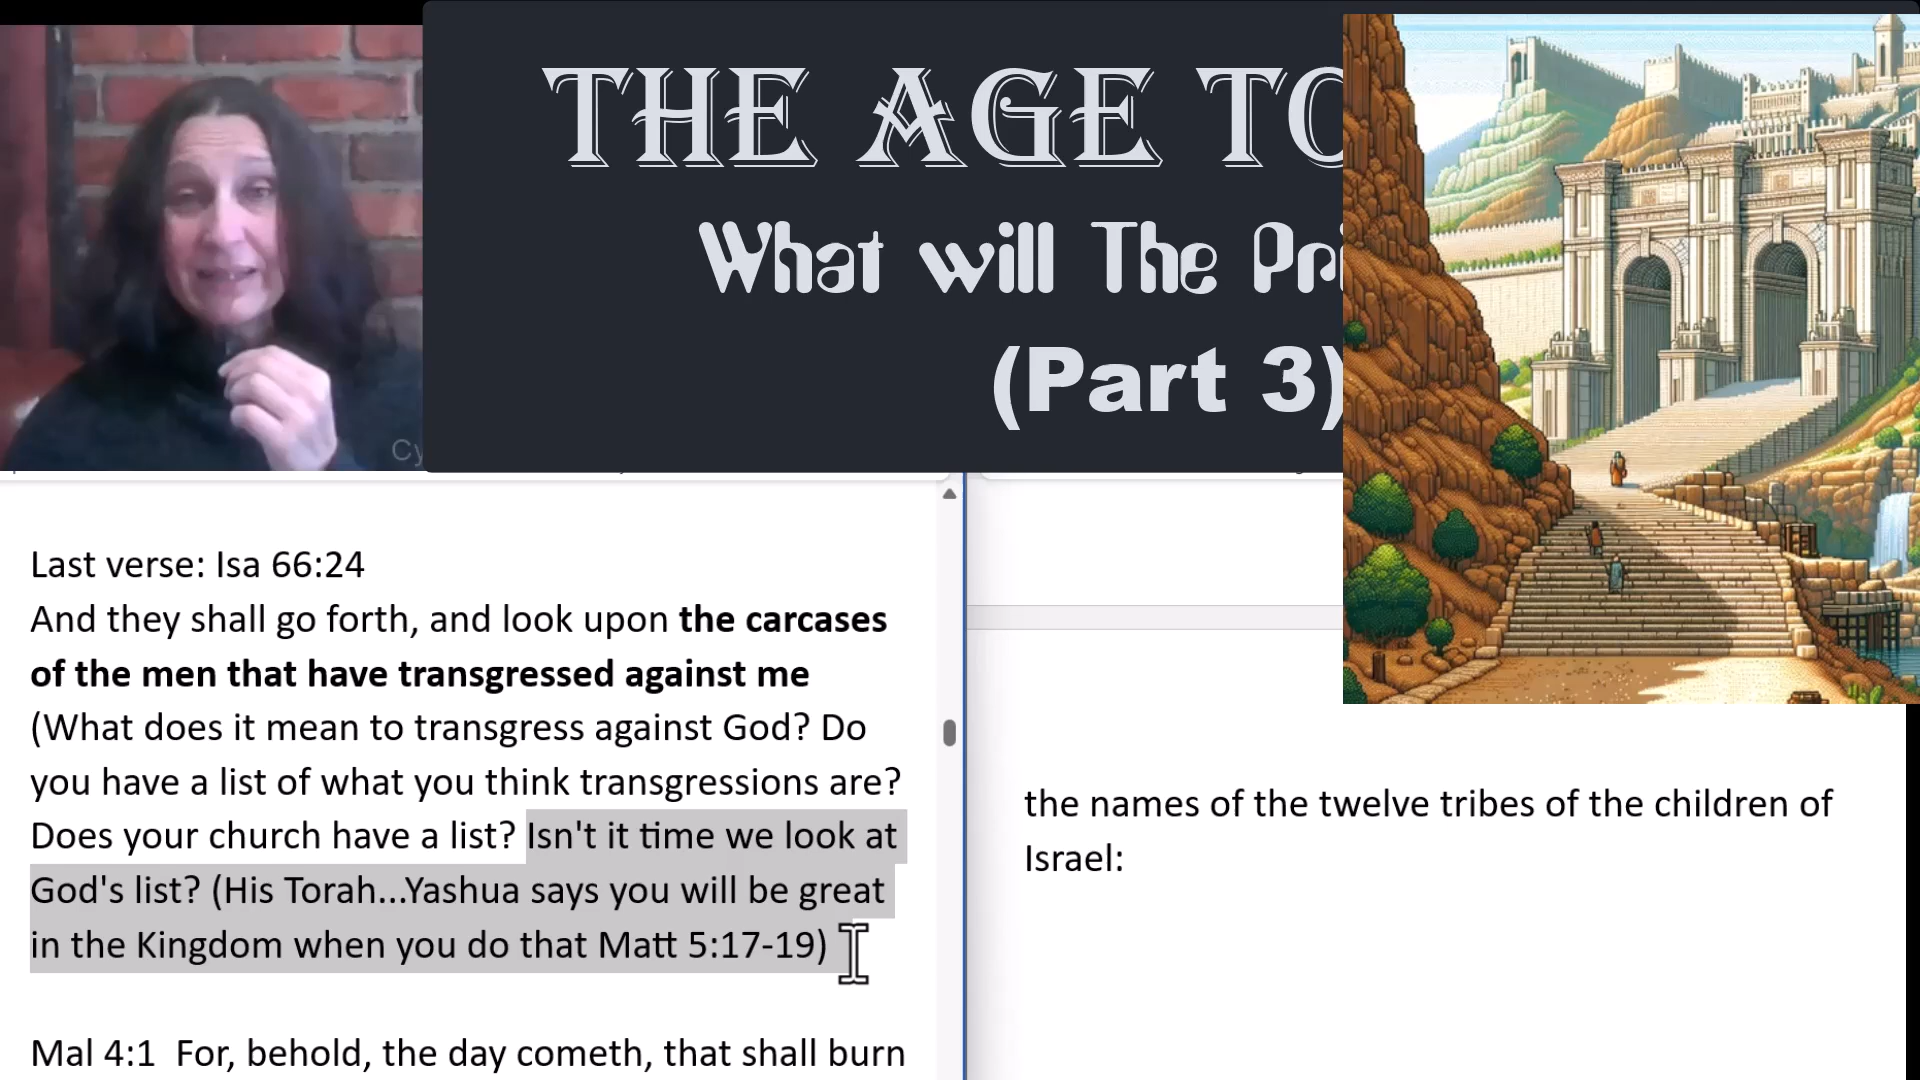 THE AGE TO
What will The Pri
(Part 3)
Cy
Last verse: Isa 66:24
And they shall go forth, and look upon the carcases
of the men that have transgressed against me
(What does it mean to transgress against God? Do
you have a list of what you think transgressions are?
Does your church have a list? Isn't it time we look at
God's list? (His Torah...Yashua says you will be great
in the Kingdom when you do that Matt 5:17-19)
Mal 4:1 For, behold, the day cometh, that shall burn
the names of the twelve tribes of the children of
Israel: